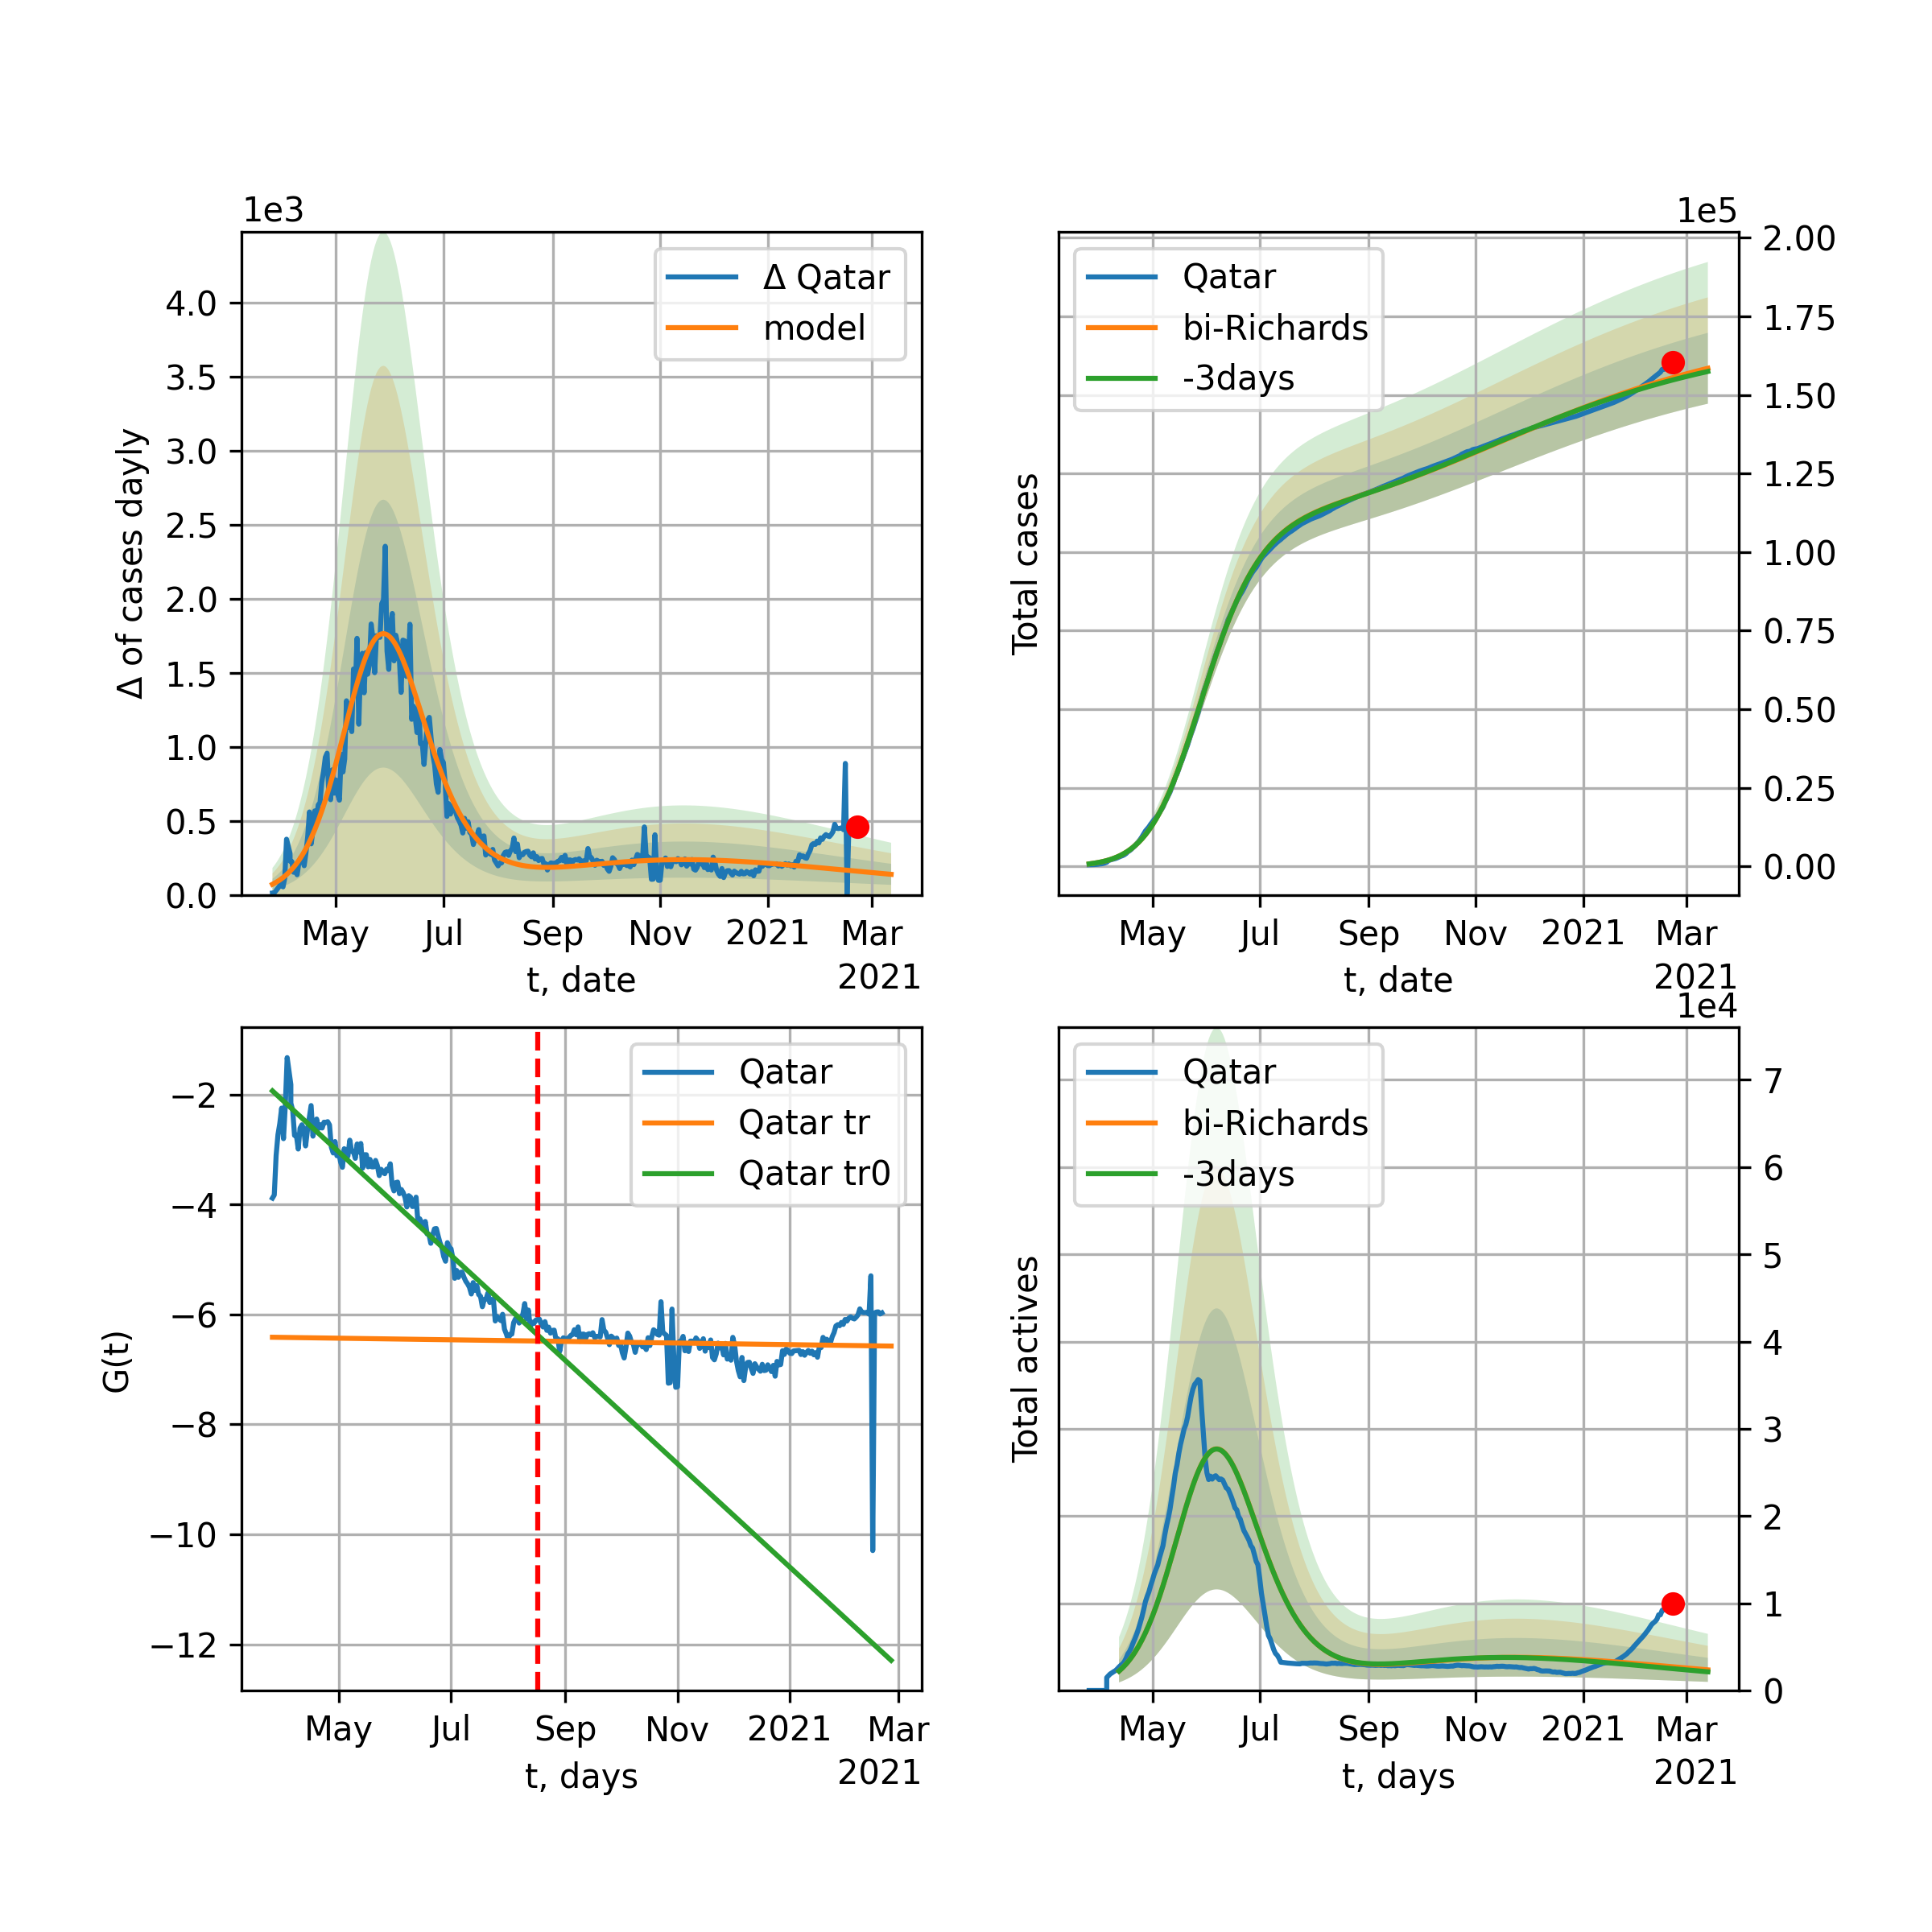 1e3
Δ of cases dayly
4.0
3.5
3.0
2.5
2.0
1.5
1.0
0.5
0.0
Δ Qatar
model
May Jul Sep Nov 2021 Mar
t, date
2021
1e5
Total cases
Qatar
bi-Richards
-3days
2.00
1.75
1.50
1.25
1.00
0.75
0.50
0.25
0.00
May Jul Sep Nov 2021 Mar
t, date
2021
G(t)
−2
−4
−6
−8
−10
−12
Qatar
Qatar tr
Qatar tr0
May Jul Sep Nov 2021 Mar
t, days
2021
1e4
Total actives
Qatar
bi-Richards
-3days
7
6
5
4
3
2
1
0
May Jul Sep Nov 2021 Mar
t, days
2021